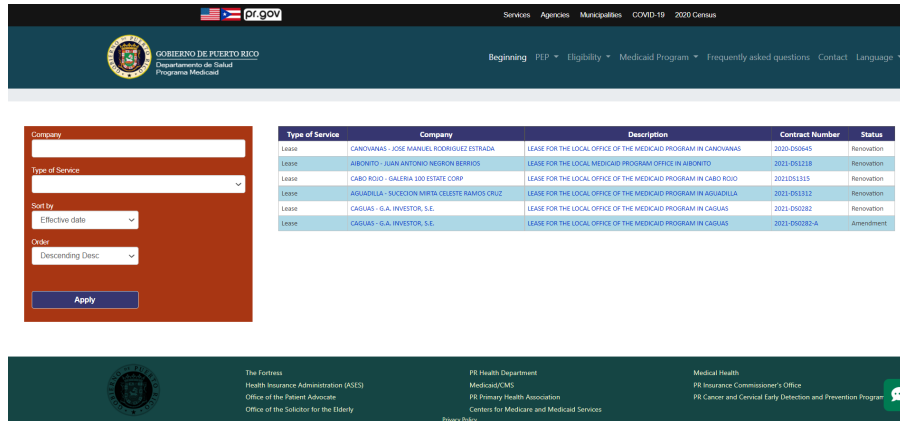 pr.gov
Services Agencies Municipalities COVID-19 2020 Census
GOBIERNO DE PUERTO RICO
Departamento de Salud
Programa Medicaid
Beginning PEP Eligibility Medicaid Program Frequently asked questions Contact Language
Company
Type of Service
Sort by
Effective date
Order
Descending Desc
Apply
Type of Service Company Description Contract Number Status
Lease CANOVANAS - JOSE MANUEL RODRIGUEZ ESTRADA LEASE FOR THE LOCAL OFFICE OF THE MEDICAID PROGRAM IN CANOVANAS 2020-DS0645 Renovation
Lease AIBONITO - JUAN ANTONIO NEGRON BERRIOS LEASE FOR THE LOCAL MEDICAID PROGRAM OFFICE IN AIBONITO 2021-DS1218 Renovation
Lease CABO ROJO - GALERIA 100 ESTATE CORP LEASE FOR THE LOCAL OFFICE OF THE MEDICAID PROGRAM IN CABO ROJO 2021DS1315 Renovation
Lease AGUADILLA - SUCECION MIRTA CELESTE RAMOS CRUZ LEASE FOR THE LOCAL OFFICE OF THE MEDICAID PROGRAM IN AGUADILLA 2021-DS1312 Renovation
Lease CAGUAS - G.A. INVESTOR, S.E. LEASE FOR THE LOCAL OFFICE OF THE MEDICAID PROGRAM IN CAGUAS 2021-DS0282 Renovation
Lease CAGUAS - G.A. INVESTOR, S.E. LEASE FOR THE LOCAL OFFICE OF THE MEDICAID PROGRAM IN CAGUAS 2021-DS0282-A Amendment
The Fortress
Health Insurance Administration (ASES)
Office of the Patient Advocate
Office of the Solicitor for the Elderly
PR Health Department
Medicaid/CMS
PR Primary Health Association
Centers for Medicare and Medicaid Services
Medical Health
PR Insurance Commissioner's Office
PR Cancer and Cervical Early Detection and Prevention Program
Privacy Policy